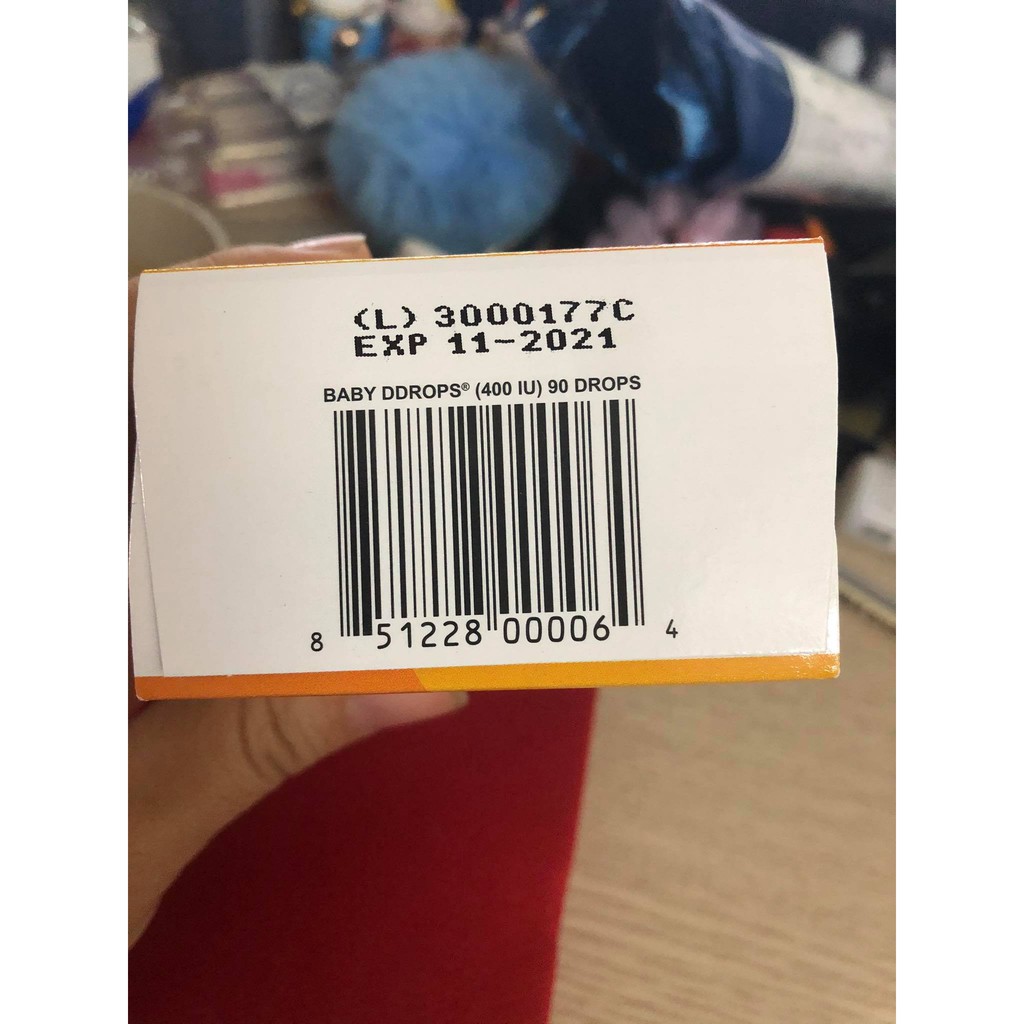 (L) 3000177C
EXP 11-2021
BABY DDROPS® (400 IU) 90 DROPS
8 51228 00006 4